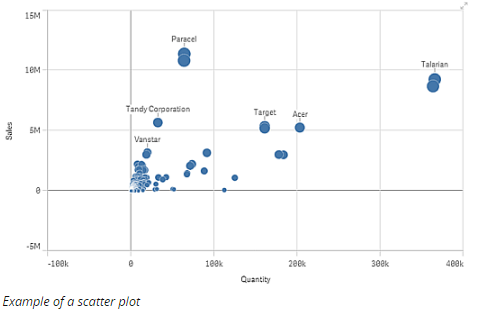 15M
Paracel
10M
Talarian
Tandy Corporation
Target
Acer
5M
Vanstar
Sales
0
-5M
-100k
0
100k
200k
300k
400k
Quantity
Example of a scatter plot